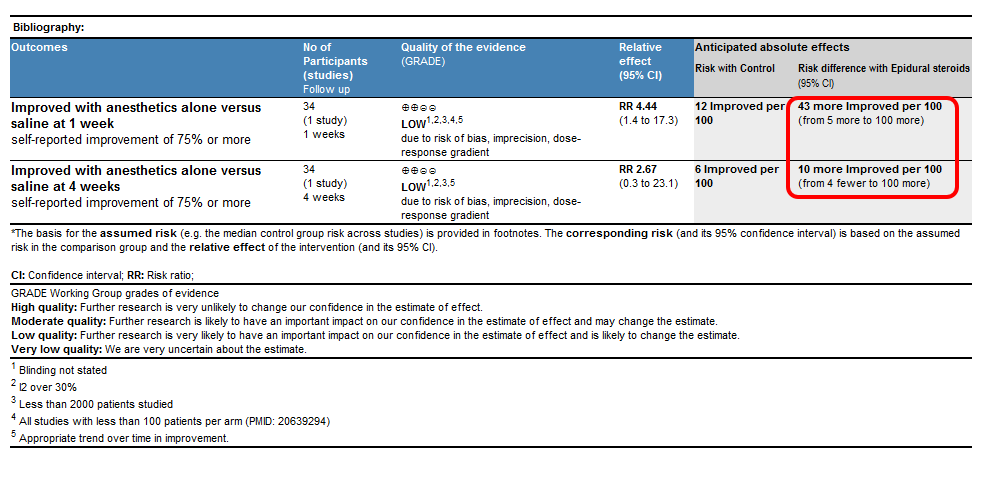 Bibliography:
Outcomes
No of
Participants
(studies)
Follow up
Quality of the evidence
(GRADE)
Relative
effect
(95% CI)
Anticipated absolute effects
Risk with Control
Risk difference with Epidural steroids
(95% CI)
Improved with anesthetics alone versus
saline at 1 week
self-reported improvement of 75% or more
34
(1 study)
1 weeks
⊕⊕⊖⊖
LOW1,2,3,4,5
due to risk of bias, imprecision, dose-
response gradient
RR 4.44
(1.4 to 17.3)
12 Improved per
100
43 more Improved per 100
(from 5 more to 100 more)
Improved with anesthetics alone versus
saline at 4 weeks
self-reported improvement of 75% or more
34
(1 study)
4 weeks
⊕⊕⊖⊖
LOW1,2,3,5
due to risk of bias, imprecision, dose-
response gradient
RR 2.67
(0.3 to 23.1)
6 Improved per
100
10 more Improved per 100
(from 4 fewer to 100 more)
*The basis for the assumed risk (e.g. the median control group risk across studies) is provided in footnotes. The corresponding risk (and its 95% confidence interval) is based on the assumed
risk in the comparison group and the relative effect of the intervention (and its 95% CI).
CI: Confidence interval; RR: Risk ratio;
GRADE Working Group grades of evidence
High quality: Further research is very unlikely to change our confidence in the estimate of effect.
Moderate quality: Further research is likely to have an important impact on our confidence in the estimate of effect and may change the estimate.
Low quality: Further research is very likely to have an important impact on our confidence in the estimate of effect and is likely to change the estimate.
Very low quality: We are very uncertain about the estimate.
1 Blinding not stated
2 I2 over 30%
3 Less than 2000 patients studied
4 All studies with less than 100 patients per arm (PMID: 20639294)
5 Appropriate trend over time in improvement.